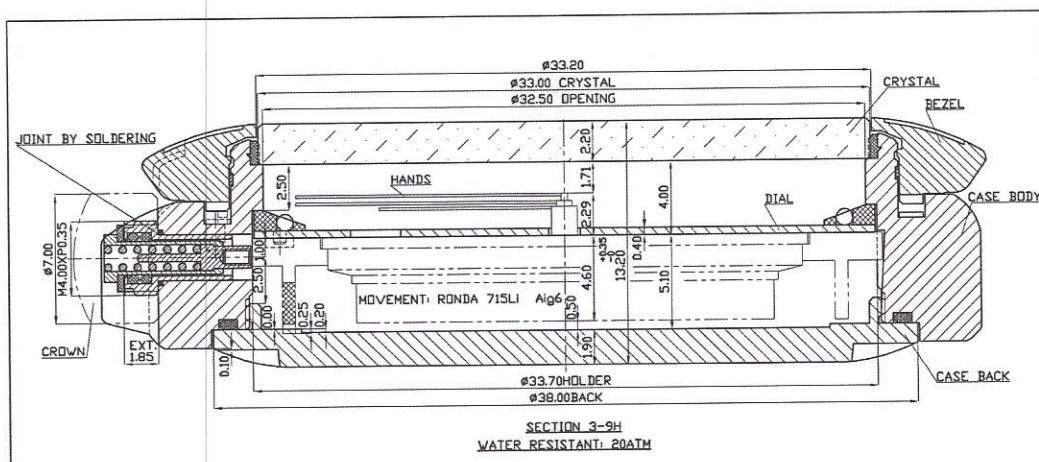 ø33.20
ø33.00 CRYSTAL
ø32.50 OPENING
CRYSTAL
BEZEL
JOINT BY SOLDERING
2.20
HANDS
2.50
1.71
4.00
2.29
DIAL
CASE BODY
ø7.00
M4.00XP0.35
1.00
2.50
0.40
+0.35
-0
13.20
4.60
5.10
MOVEMENT: RONDA 715Li Aig6
0.50
0.00
0.25
0.20
CROWN
EXT.
1.85
0.10
1.90
ø33.70HOLDER
ø38.00BACK
CASE BACK
SECTION 3-9H
WATER RESISTANT: 20ATM